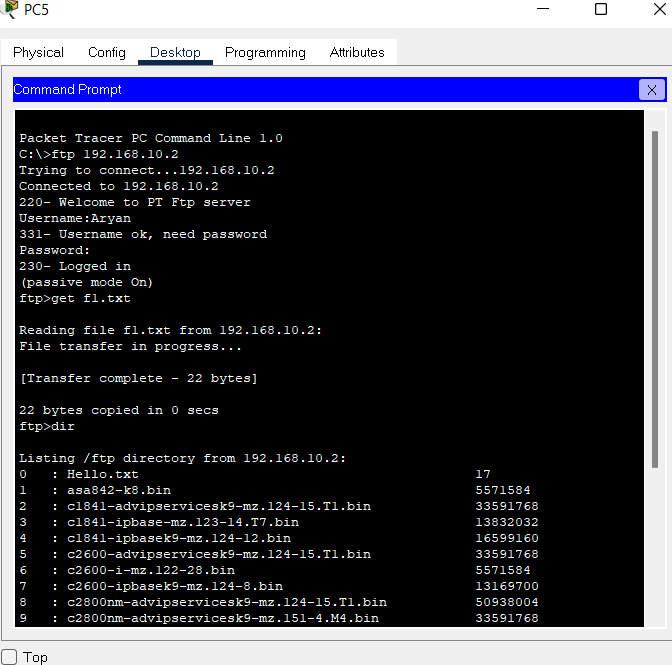 PC5
Physical Config Desktop Programming Attributes
Command Prompt
X
Packet Tracer PC Command Line 1.0
C:\>ftp 192.168.10.2
Trying to connect...192.168.10.2
Connected to 192.168.10.2
220- Welcome to PT Ftp server
Username:Aryan
331- Username ok, need password
Password:
230- Logged in
(passive mode On)
ftp>get f1.txt
Reading file f1.txt from 192.168.10.2:
File transfer in progress...
[Transfer complete - 22 bytes]
22 bytes copied in 0 secs
ftp>dir
Listing /ftp directory from 192.168.10.2:
0 : Hello.txt 17
1 : asa842-k8.bin 5571584
2 : c1841-advipservicesk9-mz.124-15.T1.bin 33591768
3 : c1841-ipbase-mz.123-14.T7.bin 13832032
4 : c1841-ipbasek9-mz.124-12.bin 16599160
5 : c2600-advipservicesk9-mz.124-15.T1.bin 33591768
6 : c2600-i-mz.122-28.bin 5571584
7 : c2600-ipbasek9-mz.124-8.bin 13169700
8 : c2800nm-advipservicesk9-mz.124-15.T1.bin 50938004
9 : c2800nm-advipservicesk9-mz.151-4.M4.bin 33591768
Top